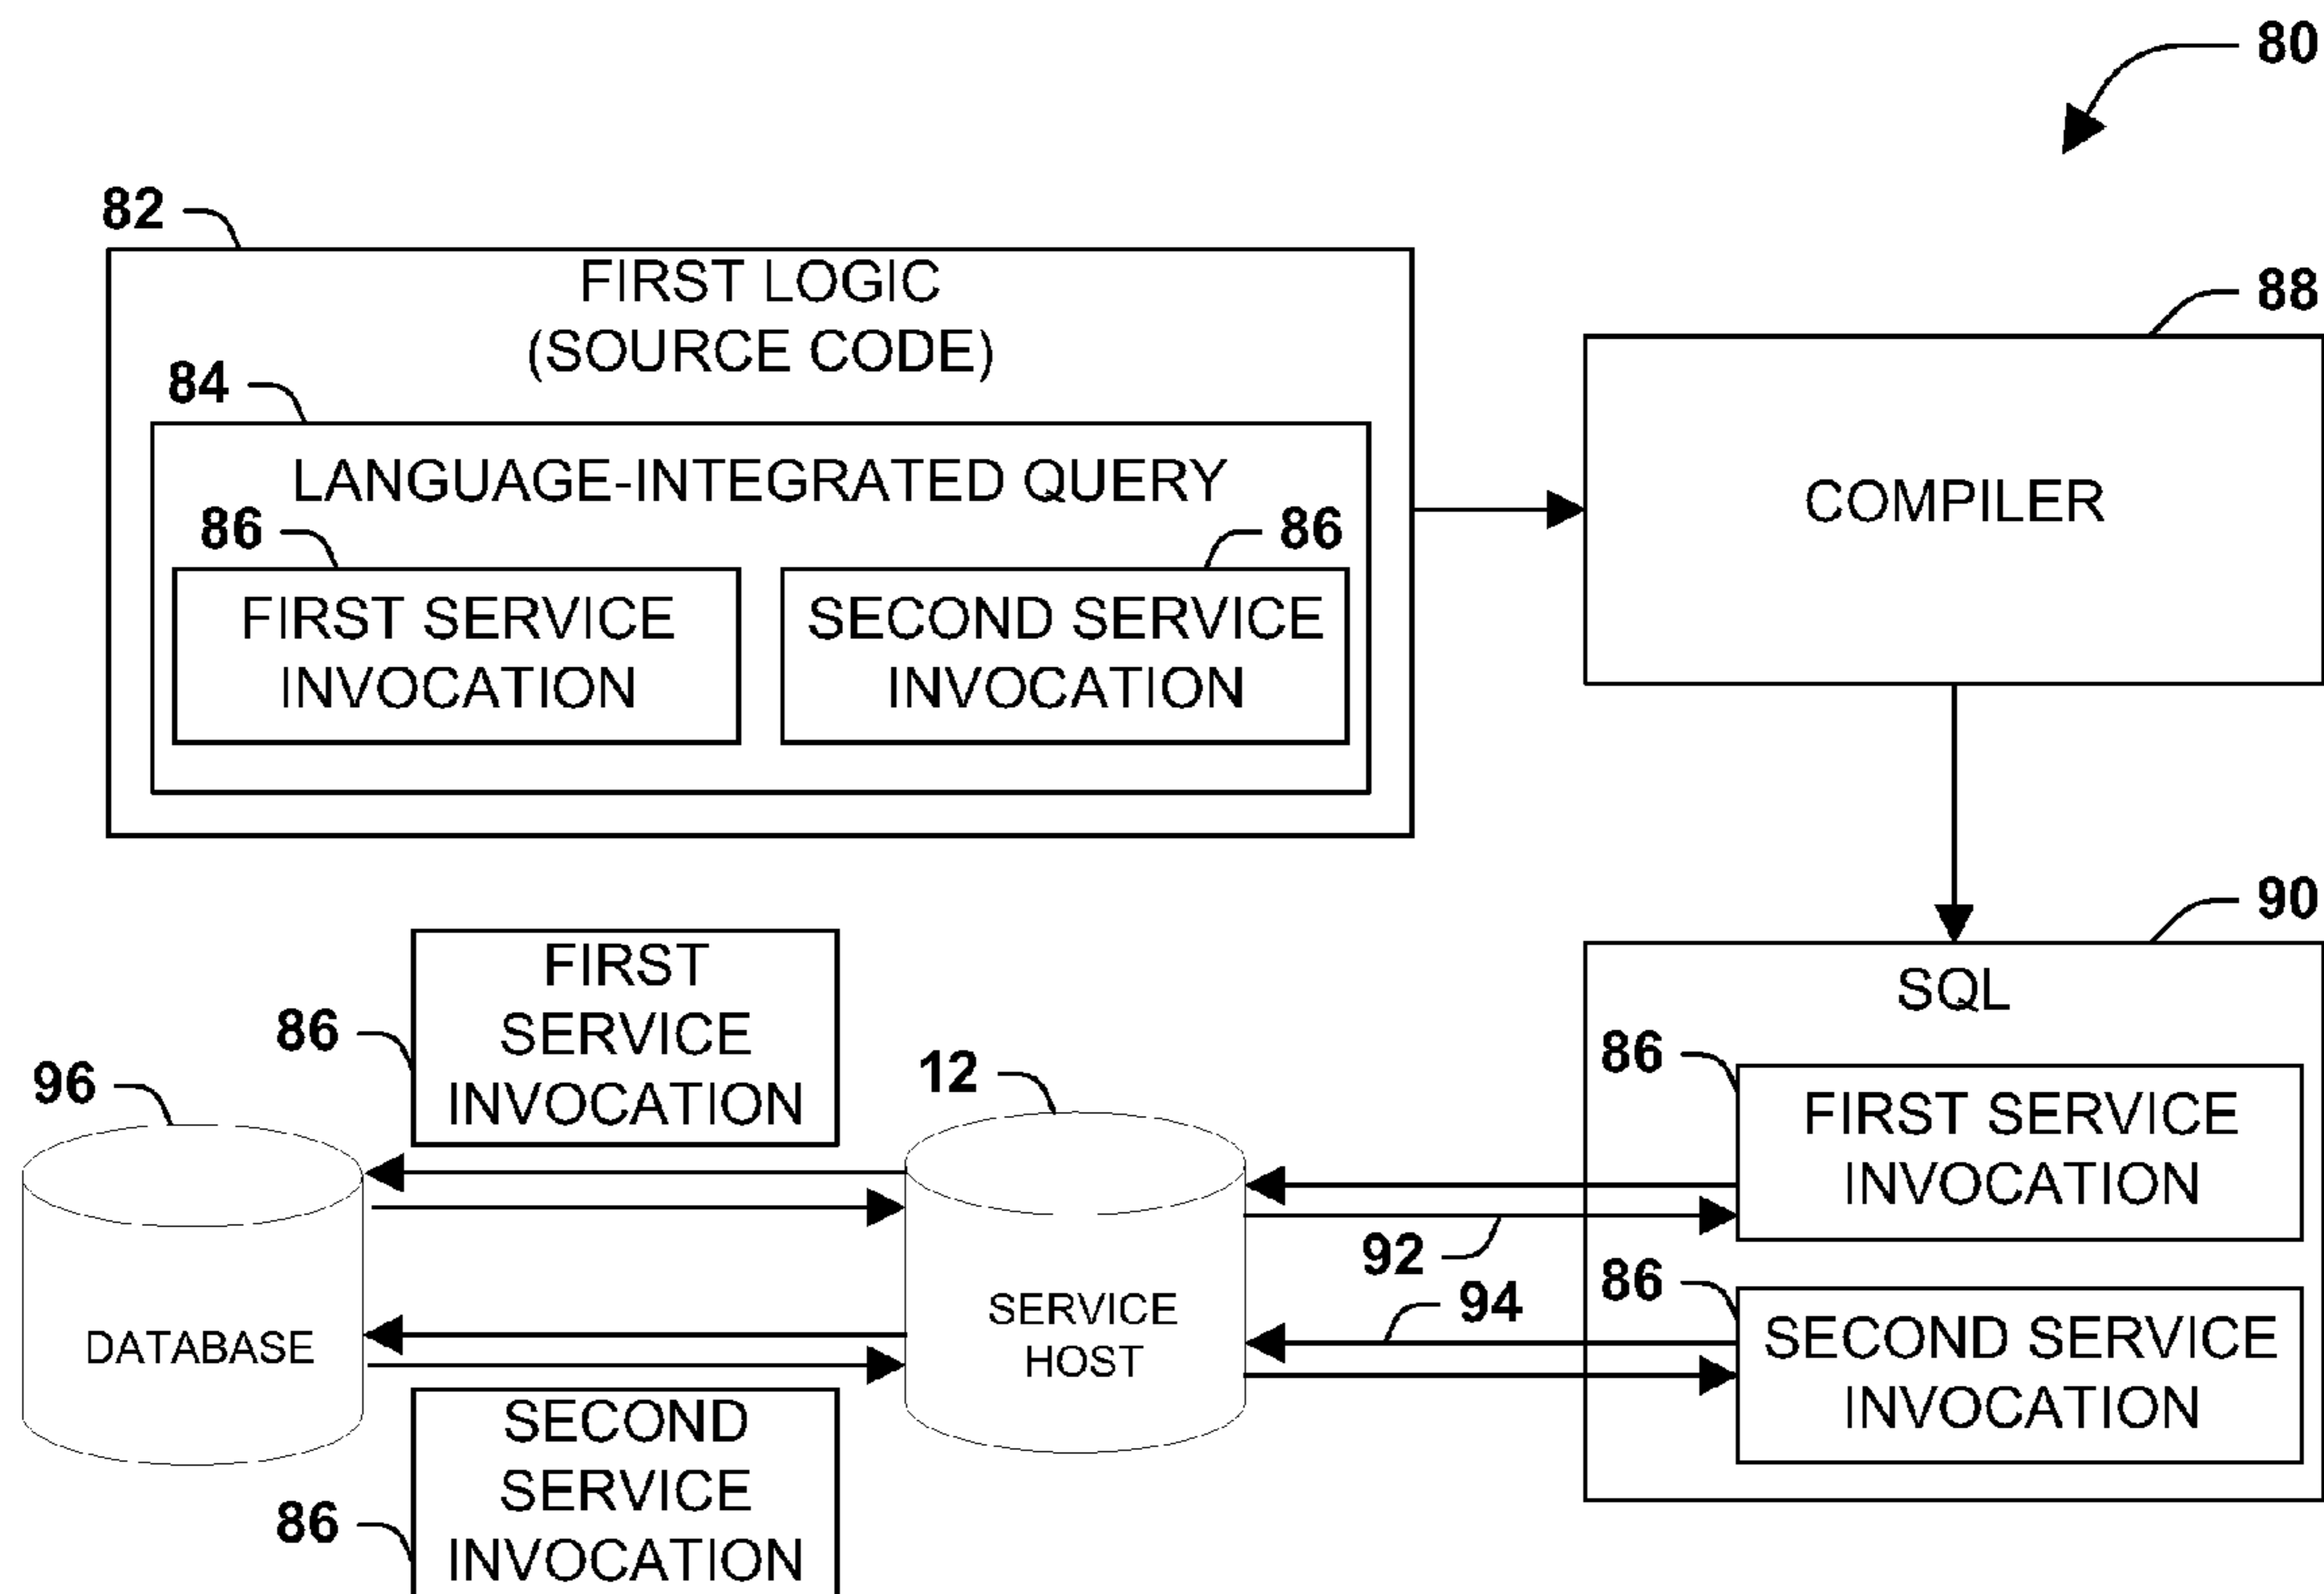 80
82
FIRST LOGIC
(SOURCE CODE)
88
84
LANGUAGE-INTEGRATED QUERY
COMPILER
86
86
FIRST SERVICE
INVOCATION
SECOND SERVICE
INVOCATION
90
SQL
FIRST
SERVICE
INVOCATION
86
12
86
96
FIRST SERVICE
INVOCATION
92
86
94
DATABASE
SERVICE
HOST
SECOND SERVICE
INVOCATION
SECOND
SERVICE
INVOCATION
86